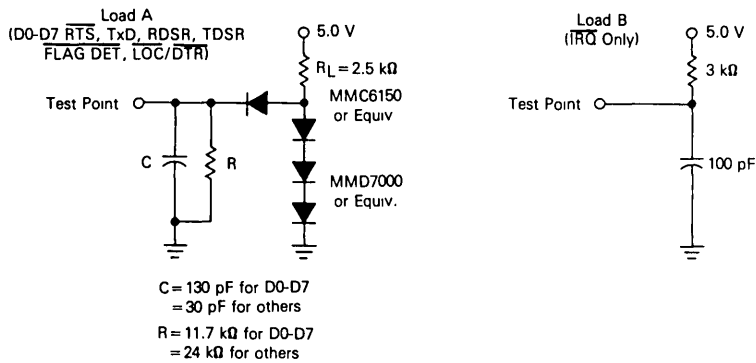 Load A
(D0-D7 RTS, TxD, RDSR, TDSR
FLAG DET, LOC/DTR)
5.0 V
RL = 2.5 kΩ
MMC6150
or Equiv
Test Point
C
R
MMD7000
or Equiv.
C = 130 pF for D0-D7
= 30 pF for others
R = 11.7 kΩ for D0-D7
= 24 kΩ for others
Load B
(IRQ Only)
5.0 V
3 kΩ
Test Point
100 pF